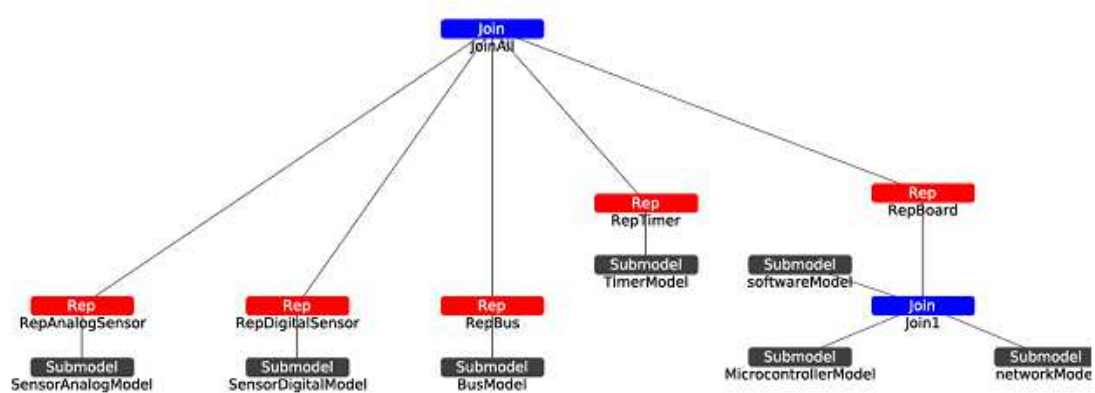 Join
JoinAll
Rep
RepBoard
Rep
RepTimer
Submodel
TimerModel
Submodel
softwareModel
Rep
RepAnalogSensor
Rep
RepDigitalSensor
Rep
RepBus
Join
Join1
Submodel
SensorAnalogModel
Submodel
SensorDigitalModel
Submodel
BusModel
Submodel
MicrocontrollerModel
Submodel
networkMode